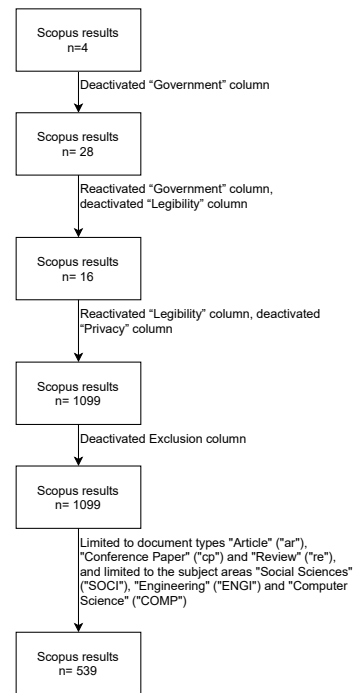 Scopus results
n=4
Deactivated “Government” column
Scopus results
n= 28
Reactivated “Government” column,
deactivated “Legibility” column
Scopus results
n= 16
Reactivated “Legibility” column, deactivated
“Privacy” column
Scopus results
n= 1099
Deactivated Exclusion column
Scopus results
n= 1099
Limited to document types "Article" ("ar"),
"Conference Paper" ("cp") and "Review" ("re"),
and limited to the subject areas "Social Sciences"
("SOCI"), "Engineering" ("ENGI") and "Computer
Science" ("COMP")
Scopus results
n= 539